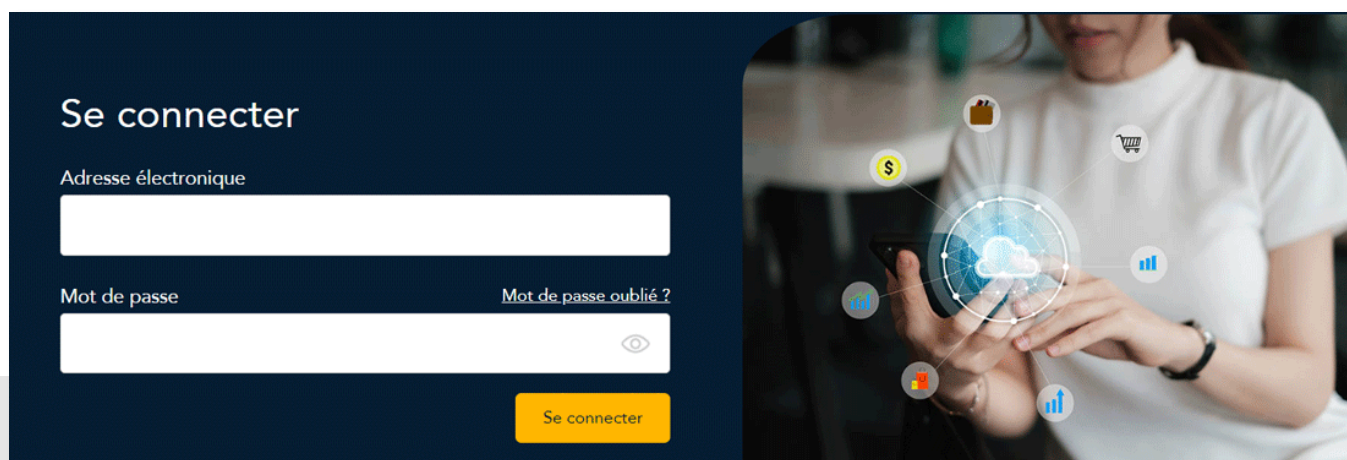 Se connecter
Adresse électronique
Mot de passe
Mot de passe oublié ?
Se connecter
$